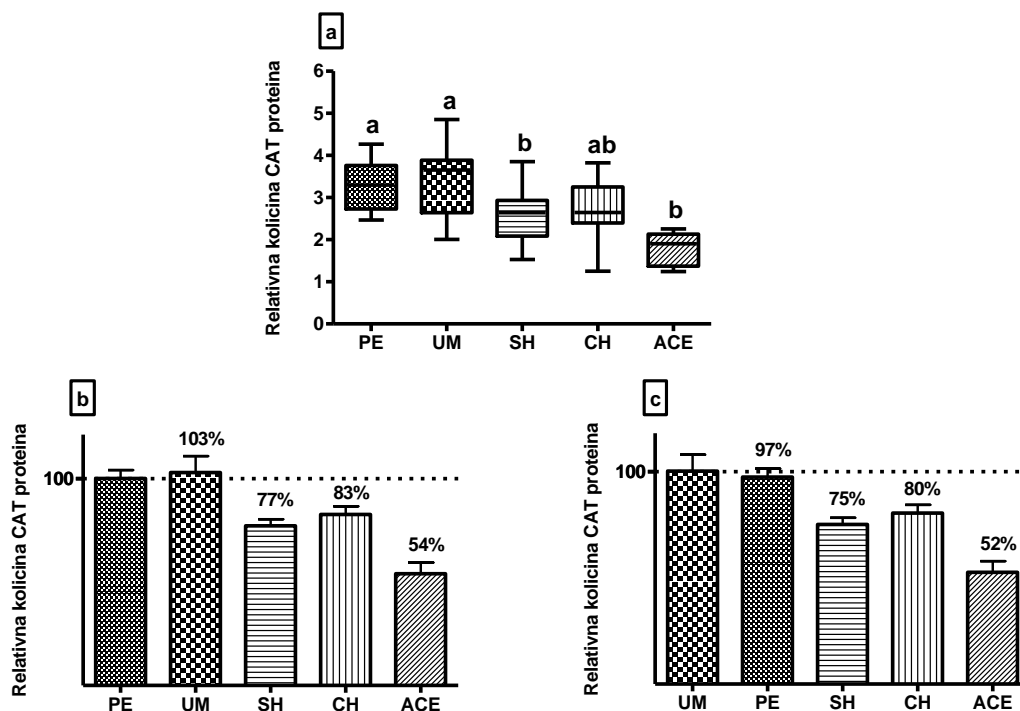 a
Relativna kolicina CAT proteina
6
5
4
3
2
1
0
a
a
b
ab
b
PE UM SH CH ACE
b
Relativna kolicina CAT proteina
100
103%
77%
83%
54%
PE UM SH CH ACE
c
Relativna kolicina CAT proteina
100
97%
75%
80%
52%
UM PE SH CH ACE